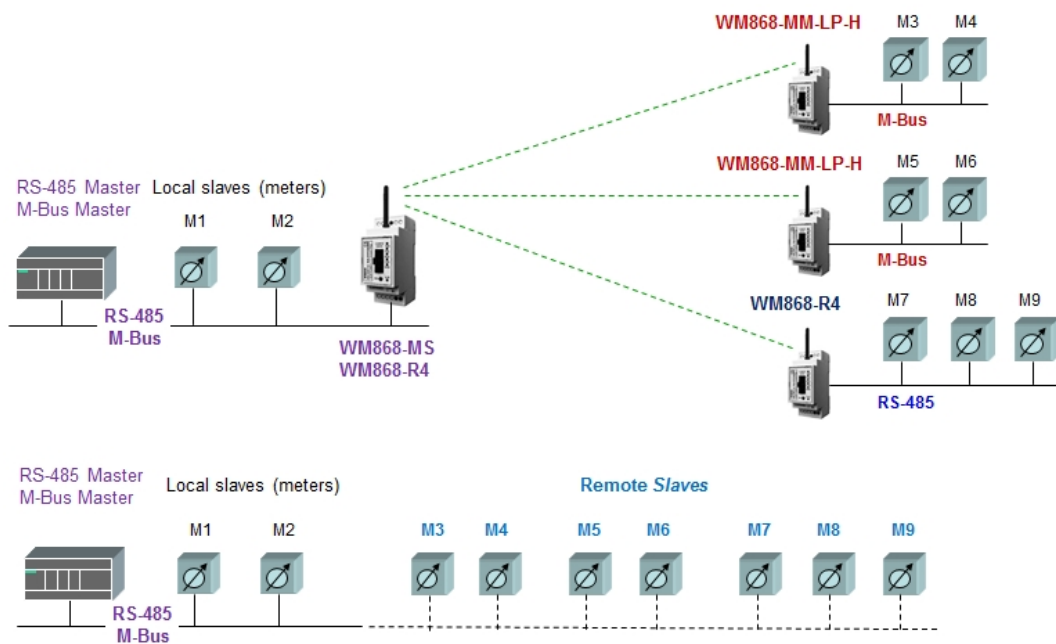 WM868-MM-LP-H
M3
M4
M-Bus
WM868-MM-LP-H
M5
M6
M-Bus
RS-485 Master
M-Bus Master
Local slaves (meters)
M1
M2
RS-485
M-Bus
WM868-MS
WM868-R4
WM868-R4
M7
M8
M9
RS-485
RS-485 Master
M-Bus Master
Local slaves (meters)
Remote Slaves
M1
M2
M3
M4
M5
M6
M7
M8
M9
RS-485
M-Bus